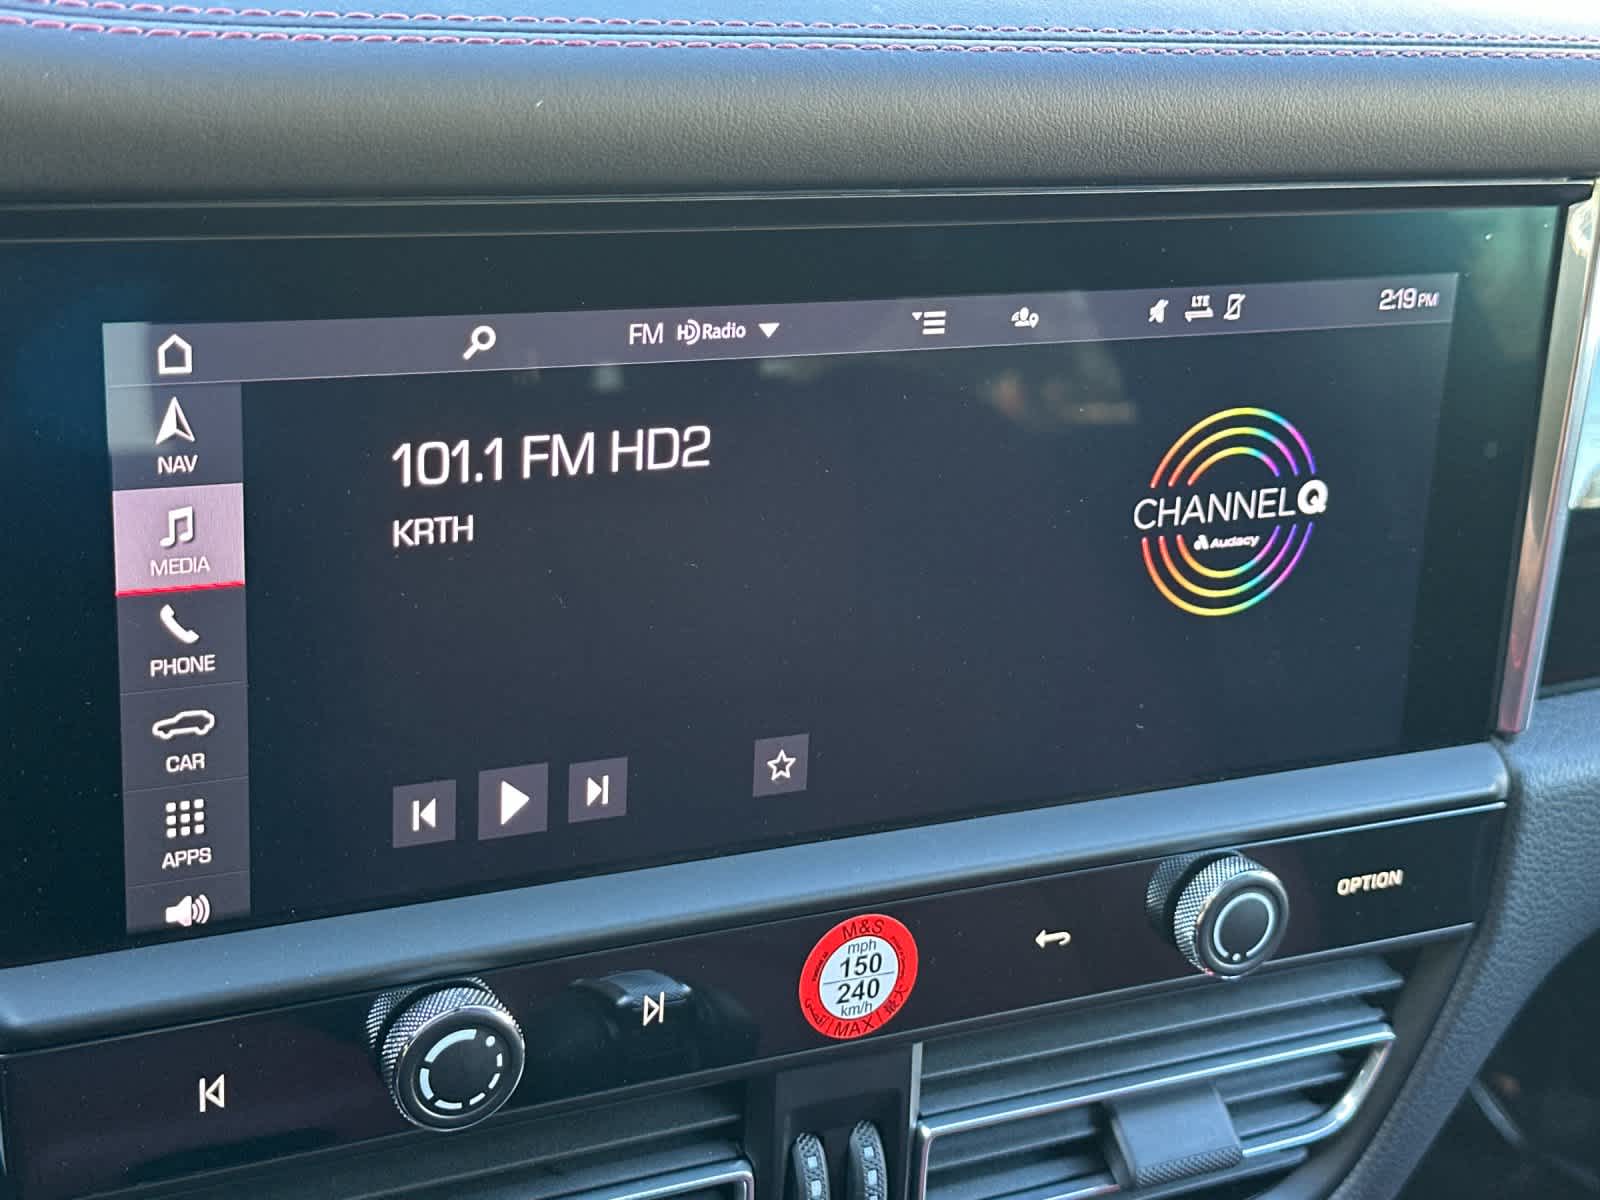 FM HD Radio
LTE
2:19 PM
NAV
MEDIA
PHONE
CAR
APPS
101.1 FM HD2
KRTH
CHANNEL Q
Audacy
OPTION
M&S
mph
150
240
km/h
MAX